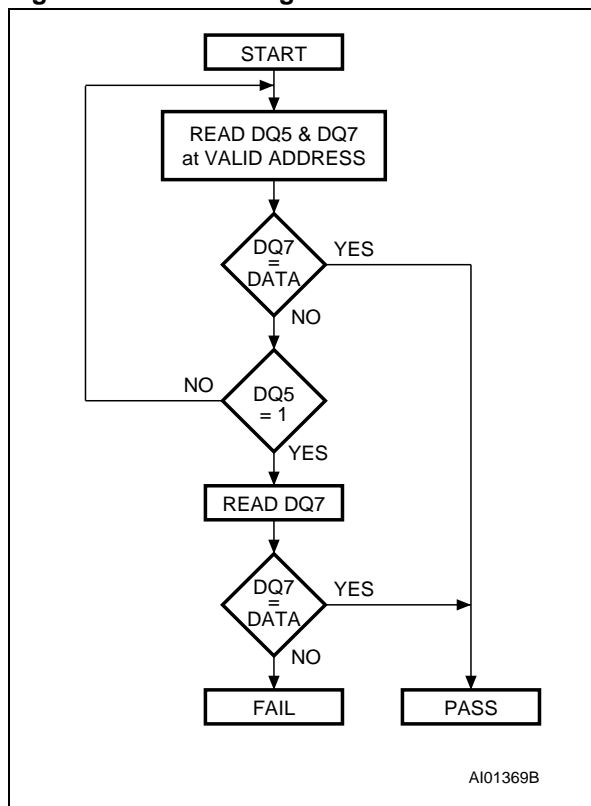 START
READ DQ5 & DQ7
at VALID ADDRESS
DQ7
=
DATA
YES
NO
NO
DQ5
= 1
YES
READ DQ7
DQ7
=
DATA
YES
NO
FAIL
PASS
AI01369B